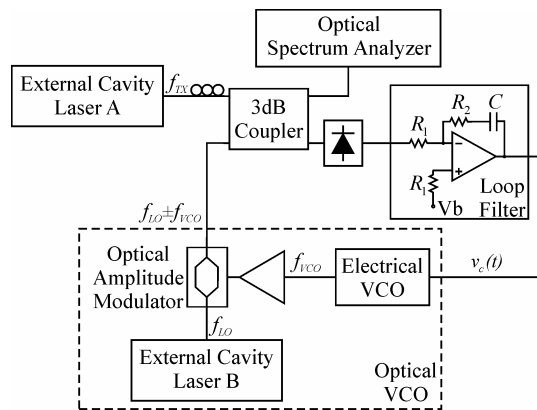 Optical
Spectrum Analyzer
External Cavity
Laser A
f_TX
3dB
Coupler
R_1
R_2
C
−
+
R_1
Vb
Loop
Filter
f_LO±f_VCO
Optical
Amplitude
Modulator
f_VCO
Electrical
VCO
v_c(t)
f_LO
External Cavity
Laser B
Optical
VCO